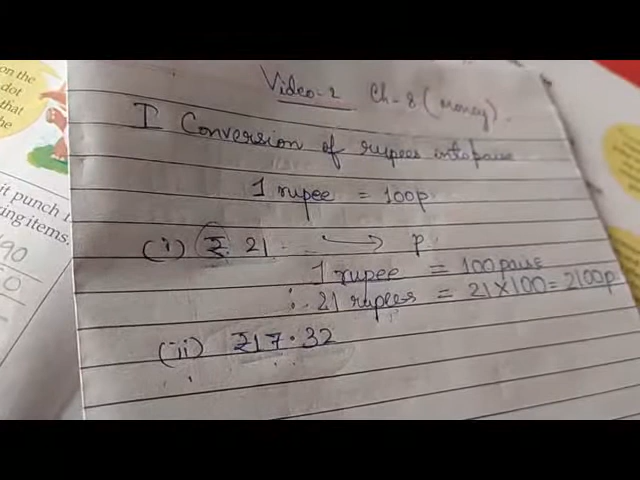 on the
dot
that
he
it punch
ing items.
90
0
Video-2 Ch-8 (Money).
I Conversion of rupees into paise
1 rupee = 100p
(i) ₹ 21 → p.
1 rupee = 100 paise
∴ 21 rupees = 21×100 = 2100p
(ii) ₹17.32